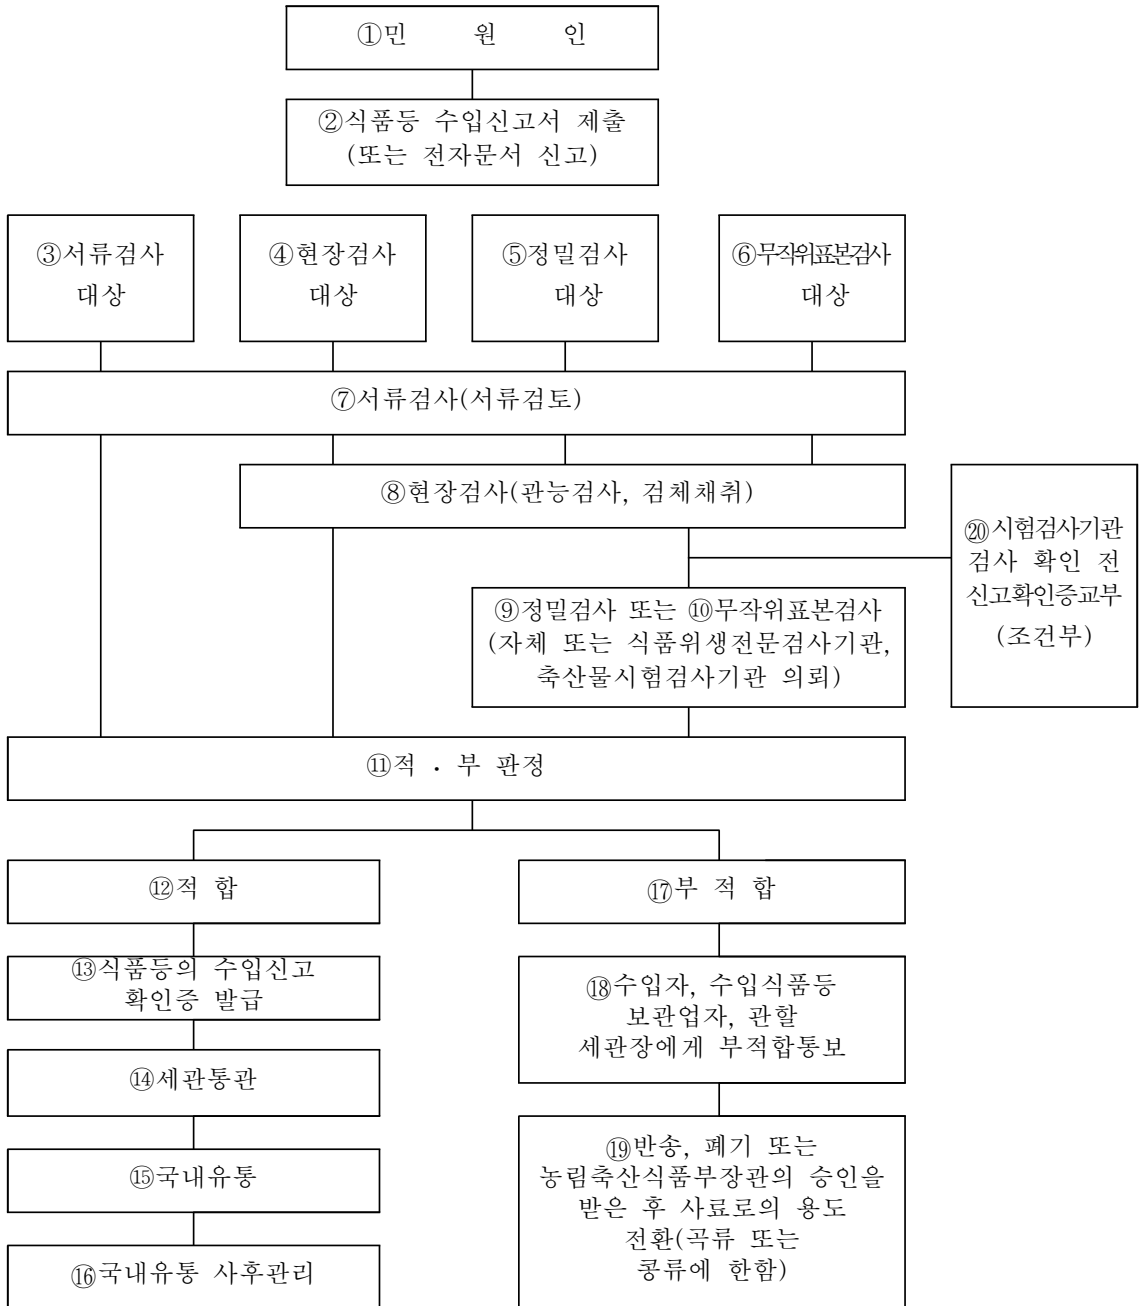 ①민 원 인
②식품등 수입신고서 제출
(또는 전자문서 신고)
③서류검사
대상
④현장검사
대상
⑤정밀검사
대상
⑥무작위표본검사
대상
⑦서류검사(서류검토)
⑧현장검사(관능검사, 검체채취)
⑳시험검사기관
검사 확인 전
신고확인증교부
(조건부)
⑨정밀검사 또는 ⑩무작위표본검사
(자체 또는 식품위생전문검사기관,
축산물시험검사기관 의뢰)
⑪적 · 부 판정
⑫적 합
⑬식품등의 수입신고
확인증 발급
⑭세관통관
⑮국내유통
⑯국내유통 사후관리
⑰부 적 합
⑱수입자, 수입식품등
보관업자, 관할
세관장에게 부적합통보
⑲반송, 폐기 또는
농림축산식품부장관의 승인을
받은 후 사료로의 용도
전환(곡류 또는
콩류에 한함)